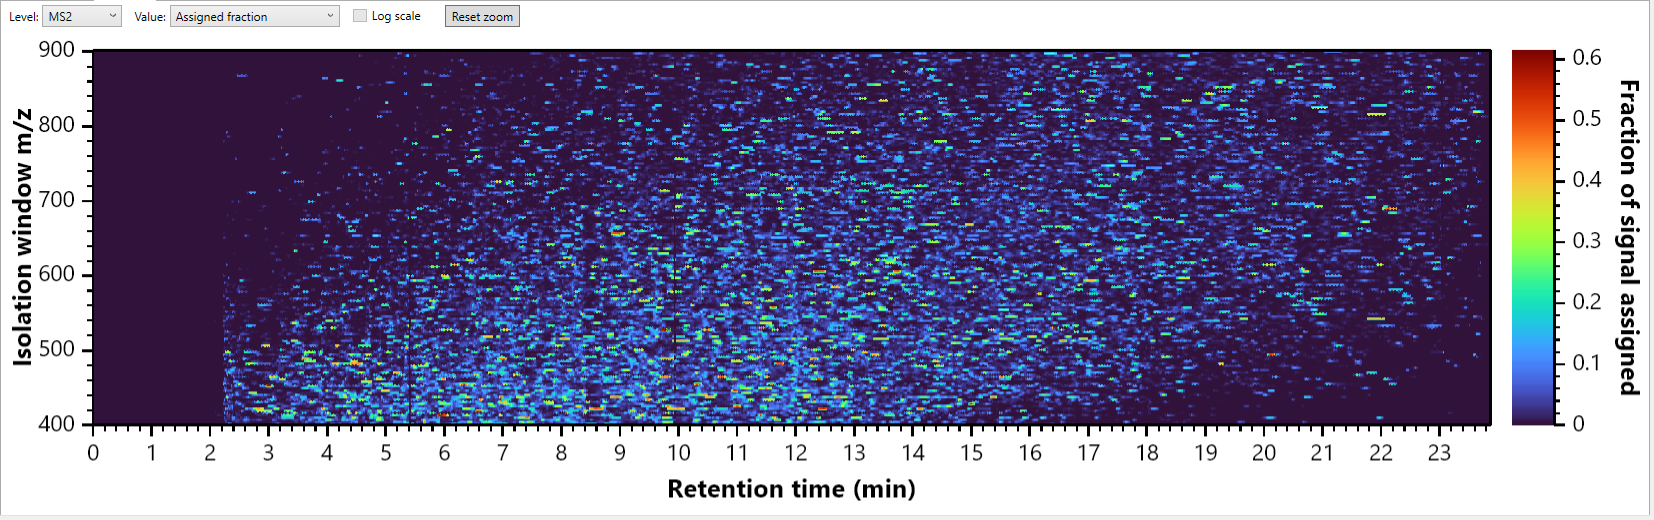 Level: MS2 Value: Assigned fraction Log scale Reset zoom
900
800
700
600
500
400
Isolation window m/z
0 1 2 3 4 5 6 7 8 9 10 11 12 13 14 15 16 17 18 19 20 21 22 23
Retention time (min)
0.6
0.5
0.4
0.3
0.2
0.1
0
Fraction of signal assigned